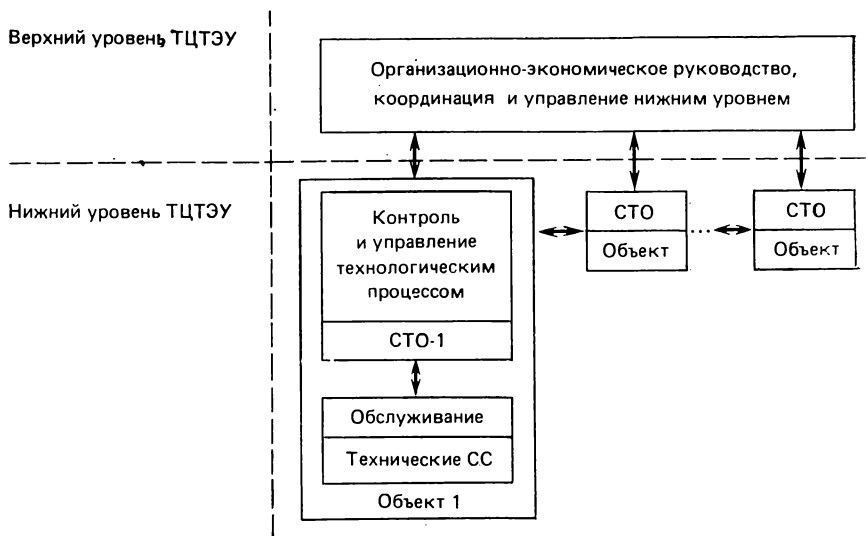 Верхний уровень ТЦТЭУ
Организационно-экономическое руководство,
координация и управление нижним уровнем
Нижний уровень ТЦТЭУ
Контроль
и управление
технологическим
процессом
СТО-1
Обслуживание
Технические СС
Объект 1
СТО
Объект
...
СТО
Объект